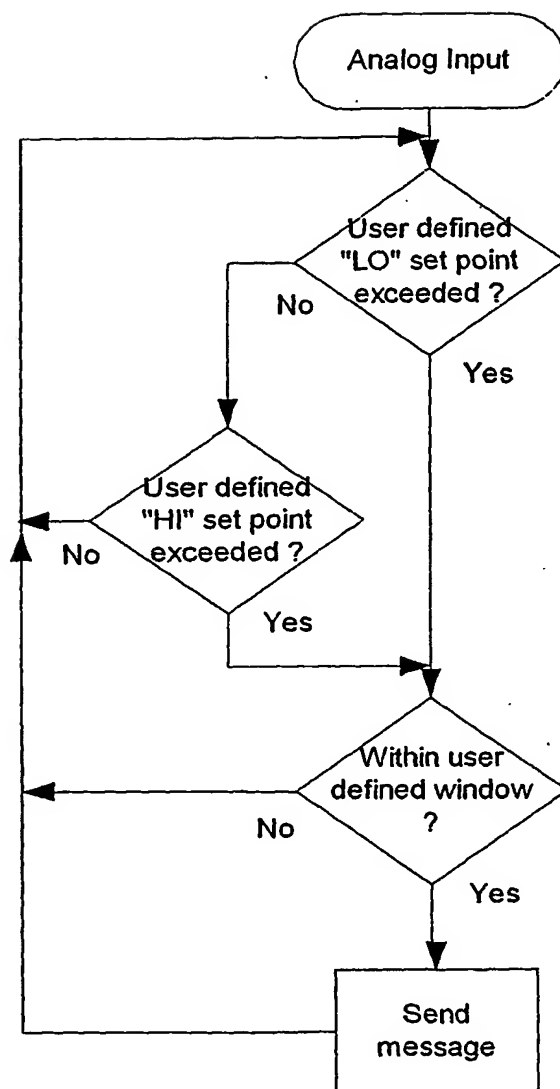 Analog Input
User defined
"LO" set point
exceeded ?
No
Yes
User defined
"HI" set point
exceeded ?
No
Yes
Within user
defined window
?
No
Yes
Send
message